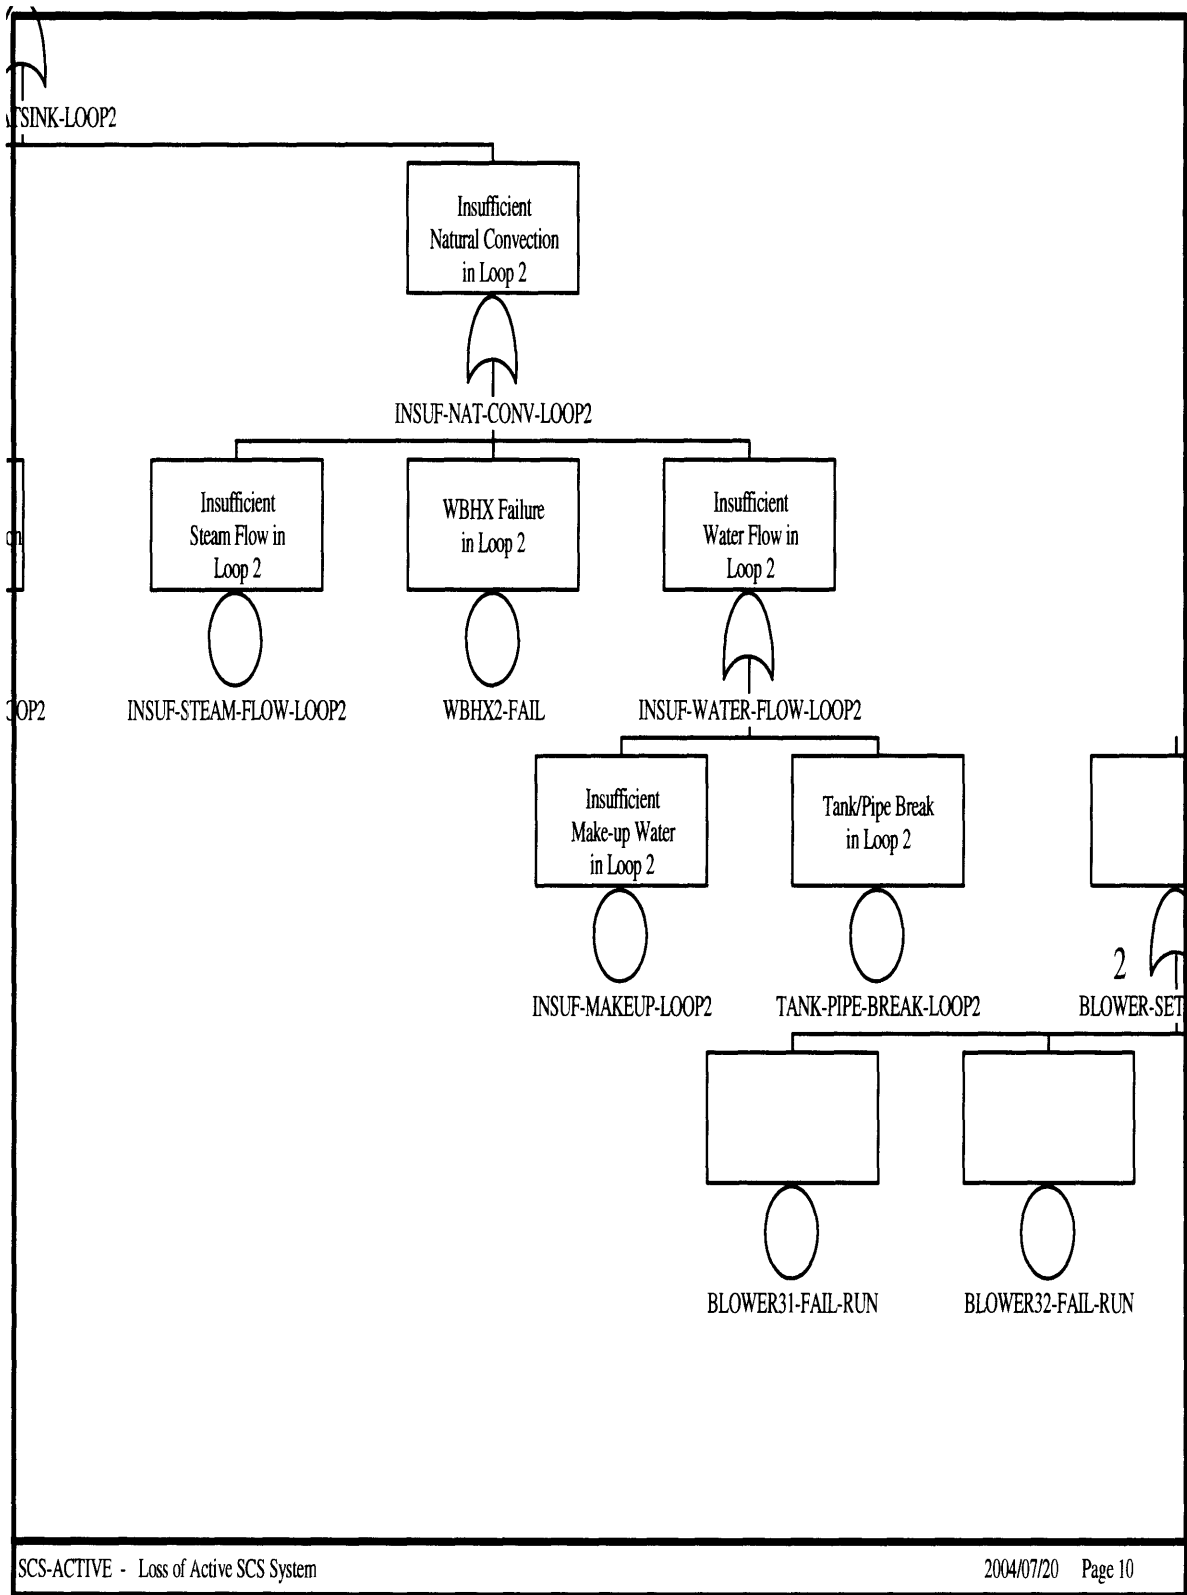 TSINK-LOOP2
Insufficient
Natural Convection
in Loop 2
INSUF-NAT-CONV-LOOP2
Insufficient
Steam Flow in
Loop 2
WBHX Failure
in Loop 2
Insufficient
Water Flow in
Loop 2
OOP2
INSUF-STEAM-FLOW-LOOP2
WBHX2-FAIL
INSUF-WATER-FLOW-LOOP2
Insufficient
Make-up Water
in Loop 2
Tank/Pipe Break
in Loop 2
2
INSUF-MAKEUP-LOOP2
TANK-PIPE-BREAK-LOOP2
BLOWER-SET
BLOWER31-FAIL-RUN
BLOWER32-FAIL-RUN
SCS-ACTIVE - Loss of Active SCS System
2004/07/20 Page 10